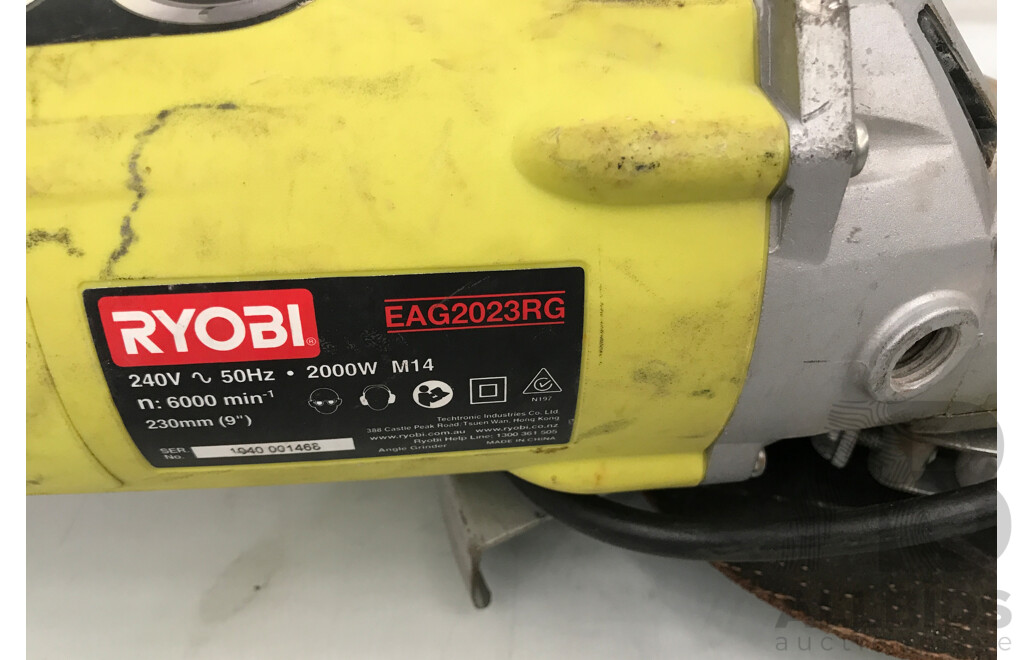 RYOBI®
EAG2023RG
240V ∿ 50Hz • 2000W M14
n: 6000 min⁻¹
230mm (9")
N197
Techtronic Industries Co. Ltd
388 Castle Peak Road, Tsuen Wan, Hong Kong
www.ryobi.com.au www.ryobi.co.nz
Ryobi Help Line: 1300 361 505
Angle Grinder MADE IN CHINA
SER. No. 1040 001468
ALLBIDS